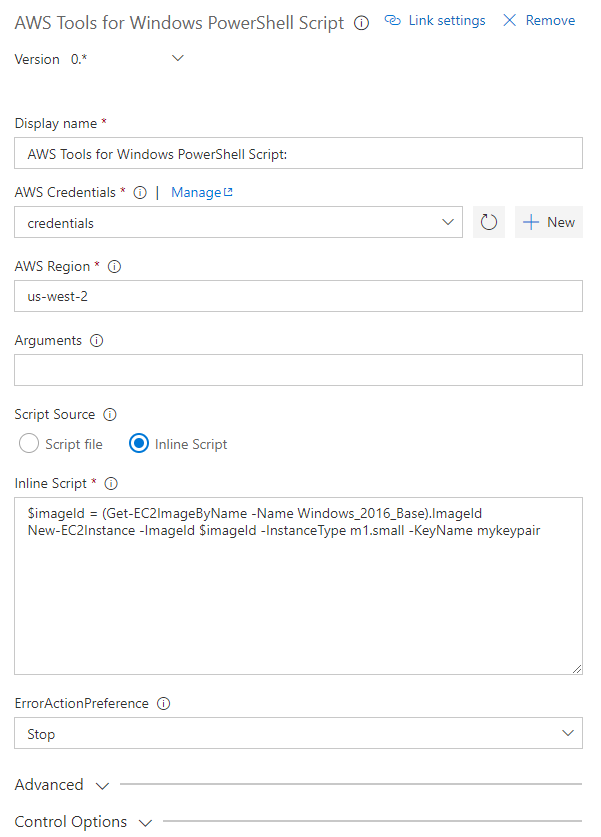 AWS Tools for Windows PowerShell Script Link settings Remove
Version 0.*
Display name *
AWS Tools for Windows PowerShell Script:
AWS Credentials * | Manage
credentials New
AWS Region *
us-west-2
Arguments
Script Source
Script file Inline Script
Inline Script *
$imageId = (Get-EC2ImageByName -Name Windows_2016_Base).ImageId
New-EC2Instance -ImageId $imageId -InstanceType m1.small -KeyName mykeypair
ErrorActionPreference
Stop
Advanced
Control Options